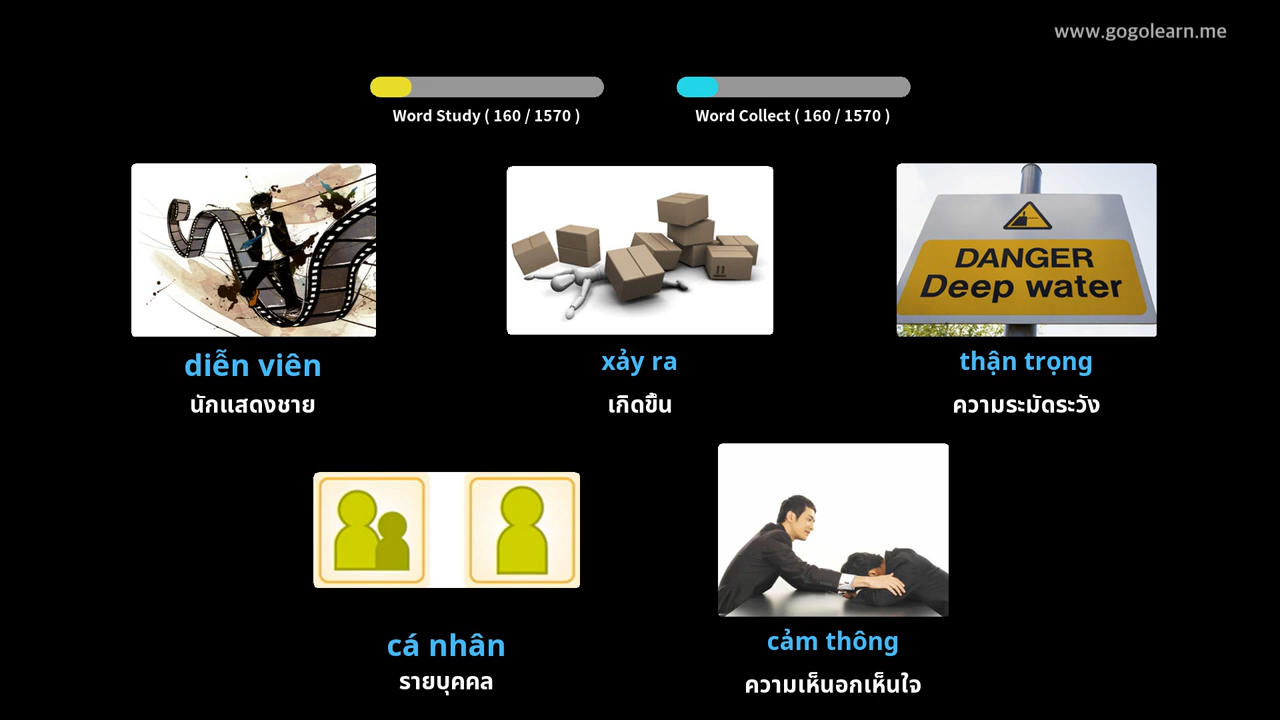 www.gogolearn.me
Word Study ( 160 / 1570 )
Word Collect ( 160 / 1570 )
DANGER
Deep water
diễn viên
xảy ra
thận trọng
นักแสดงชาย
เกิดขึ้น
ความระมัดระวัง
cá nhân
cảm thông
รายบุคคล
ความเห็นอกเห็นใจ